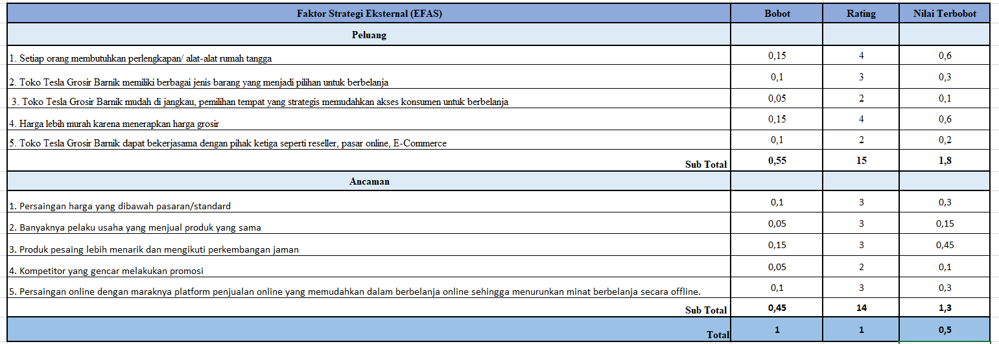 Faktor Strategi Eksternal (EFAS) Bobot Rating Nilai Terbobot
Peluang
1. Setiap orang membutuhkan perlengkapan/ alat-alat rumah tangga 0,15 4 0,6
2. Toko Tesla Grosir Barnik memiliki berbagai jenis barang yang menjadi pilihan untuk berbelanja 0,1 3 0,3
3. Toko Tesla Grosir Barnik mudah di jangkau, pemilihan tempat yang strategis memudahkan akses konsumen untuk berbelanja 0,05 2 0,1
4. Harga lebih murah karena menerapkan harga grosir 0,15 4 0,6
5. Toko Tesla Grosir Barnik dapat bekerjasama dengan pihak ketiga seperti reseller, pasar online, E-Commerce 0,1 2 0,2
Sub Total 0,55 15 1,8
Ancaman
1. Persaingan harga yang dibawah pasaran/standard 0,1 3 0,3
2. Banyaknya pelaku usaha yang menjual produk yang sama 0,05 3 0,15
3. Produk pesaing lebih menarik dan mengikuti perkembangan jaman 0,15 3 0,45
4. Kompetitor yang gencar melakukan promosi 0,05 2 0,1
5. Persaingan online dengan maraknya platform penjualan online yang memudahkan dalam berbelanja online sehingga menurunkan minat berbelanja secara offline. 0,1 3 0,3
Sub Total 0,45 14 1,3
Total 1 1 0,5